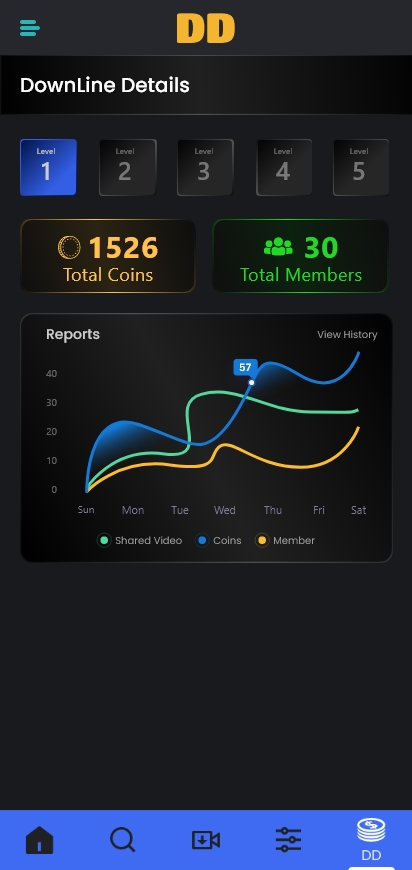 DD
DownLine Details
Level Level Level Level Level
1 2 3 4 5
1526 30
Total Coins Total Members
Reports View History
57
40
30
20
10
0
Sun Mon Tue Wed Thu Fri Sat
Shared Video Coins Member
DD